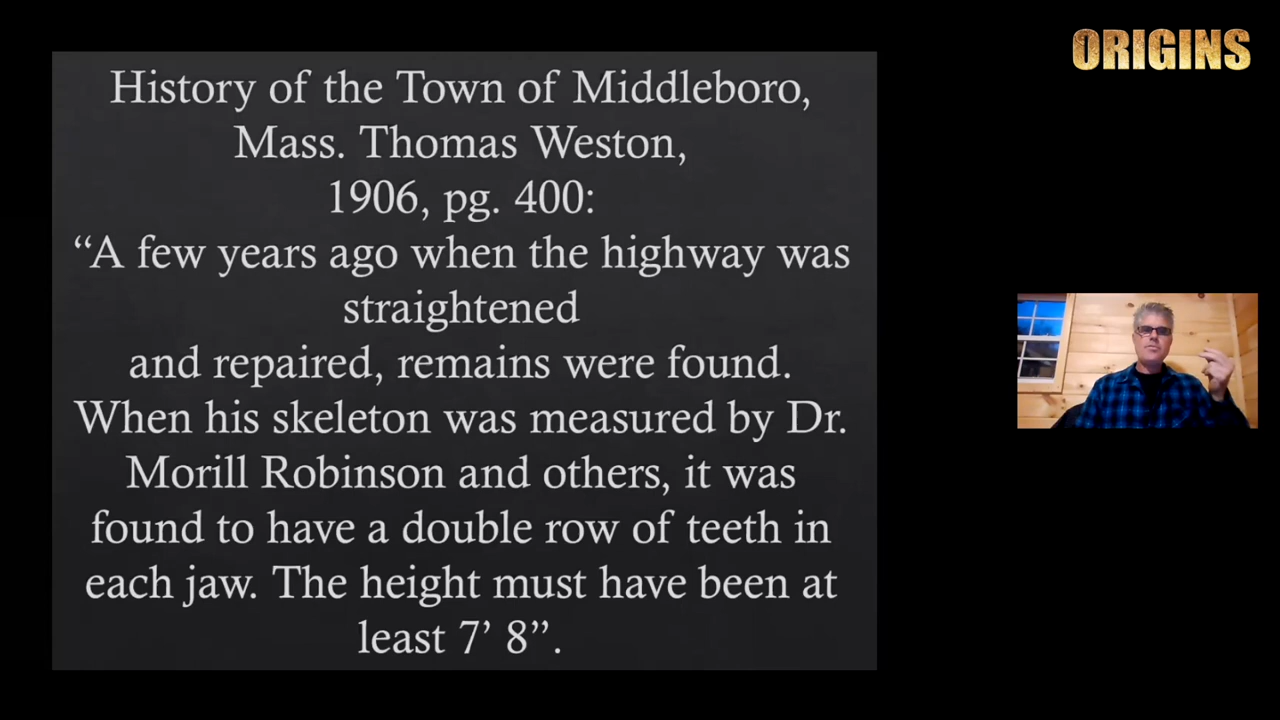 ORIGINS
History of the Town of Middleboro,
Mass. Thomas Weston,
1906, pg. 400:
“A few years ago when the highway was
straightened
and repaired, remains were found.
When his skeleton was measured by Dr.
Morill Robinson and others, it was
found to have a double row of teeth in
each jaw. The height must have been at
least 7’ 8”.